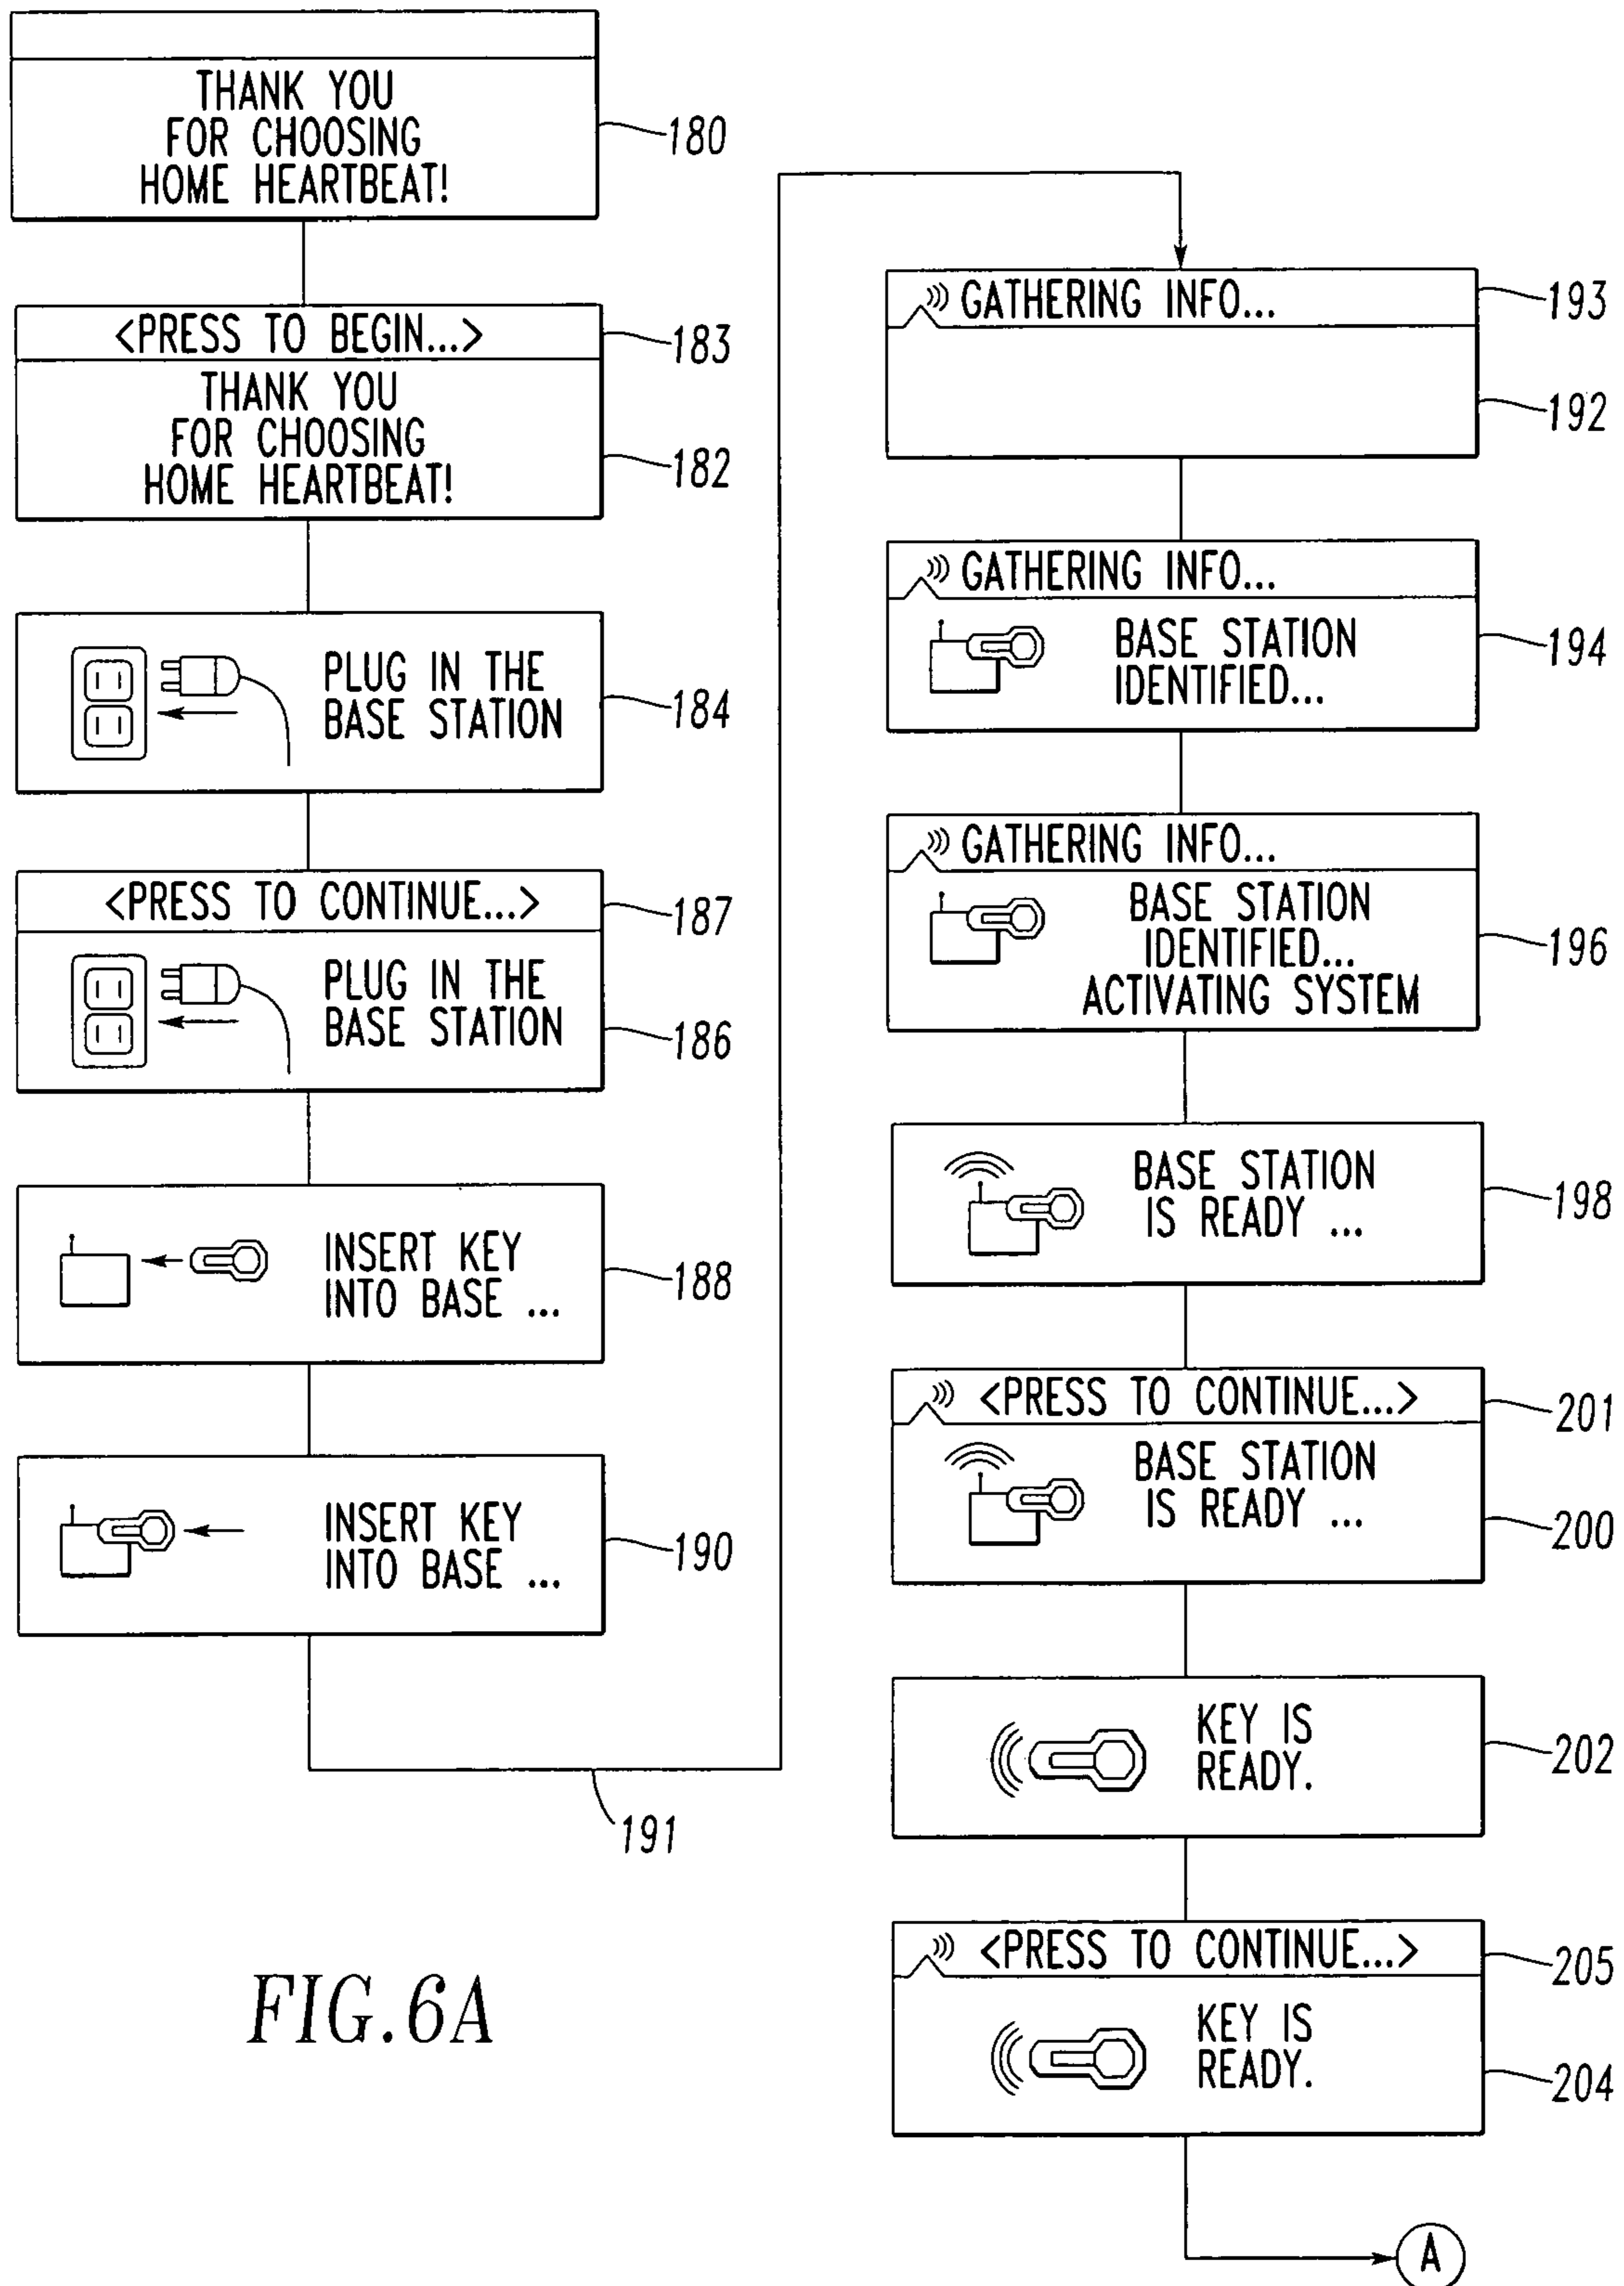 THANK YOU
FOR CHOOSING
HOME HEARTBEAT!
180
<PRESS TO BEGIN...>
183
THANK YOU
FOR CHOOSING
HOME HEARTBEAT!
182
PLUG IN THE
BASE STATION
184
<PRESS TO CONTINUE...>
187
PLUG IN THE
BASE STATION
186
INSERT KEY
INTO BASE ...
188
INSERT KEY
INTO BASE ...
190
191
GATHERING INFO...
193
192
GATHERING INFO...
BASE STATION
IDENTIFIED...
194
GATHERING INFO...
BASE STATION
IDENTIFIED...
ACTIVATING SYSTEM
196
BASE STATION
IS READY ...
198
<PRESS TO CONTINUE...>
201
BASE STATION
IS READY ...
200
KEY IS
READY.
202
<PRESS TO CONTINUE...>
205
KEY IS
READY.
204
A
FIG.6A